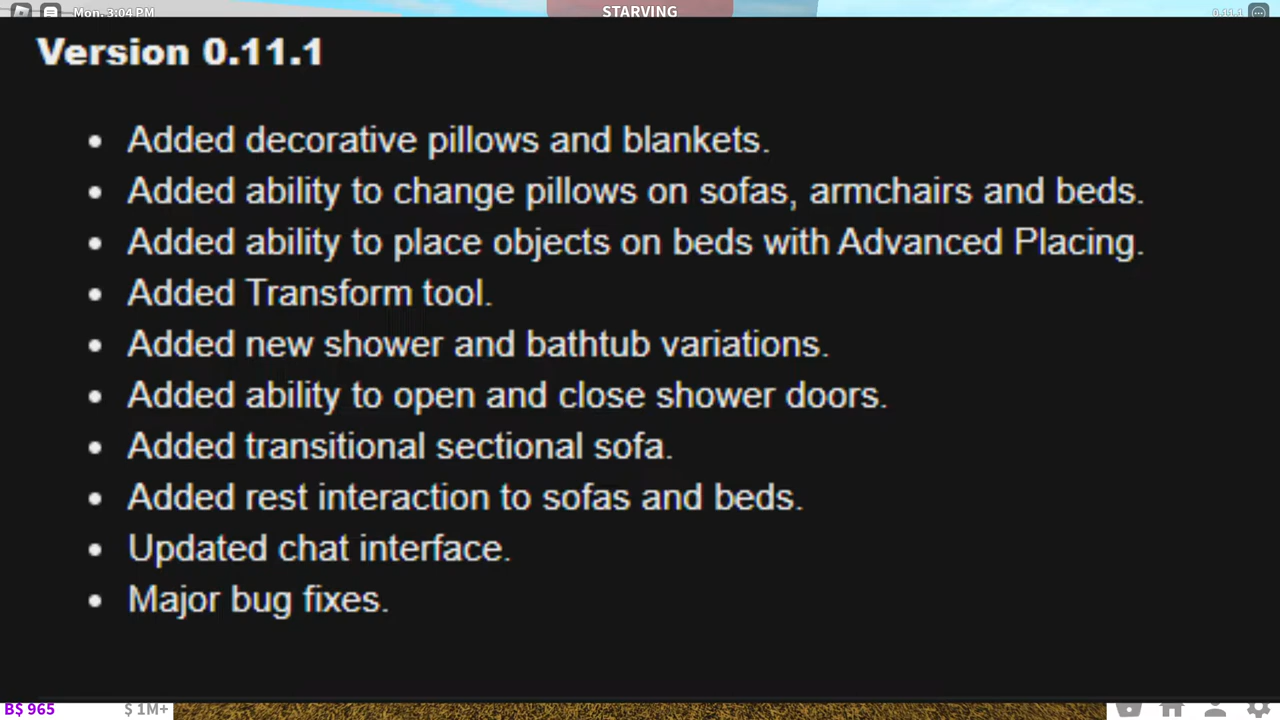 Mon. 3:04 PM
STARVING
0.11.1
Version 0.11.1
• Added decorative pillows and blankets.
• Added ability to change pillows on sofas, armchairs and beds.
• Added ability to place objects on beds with Advanced Placing.
• Added Transform tool.
• Added new shower and bathtub variations.
• Added ability to open and close shower doors.
• Added transitional sectional sofa.
• Added rest interaction to sofas and beds.
• Updated chat interface.
• Major bug fixes.
B$ 965
$ 1M+